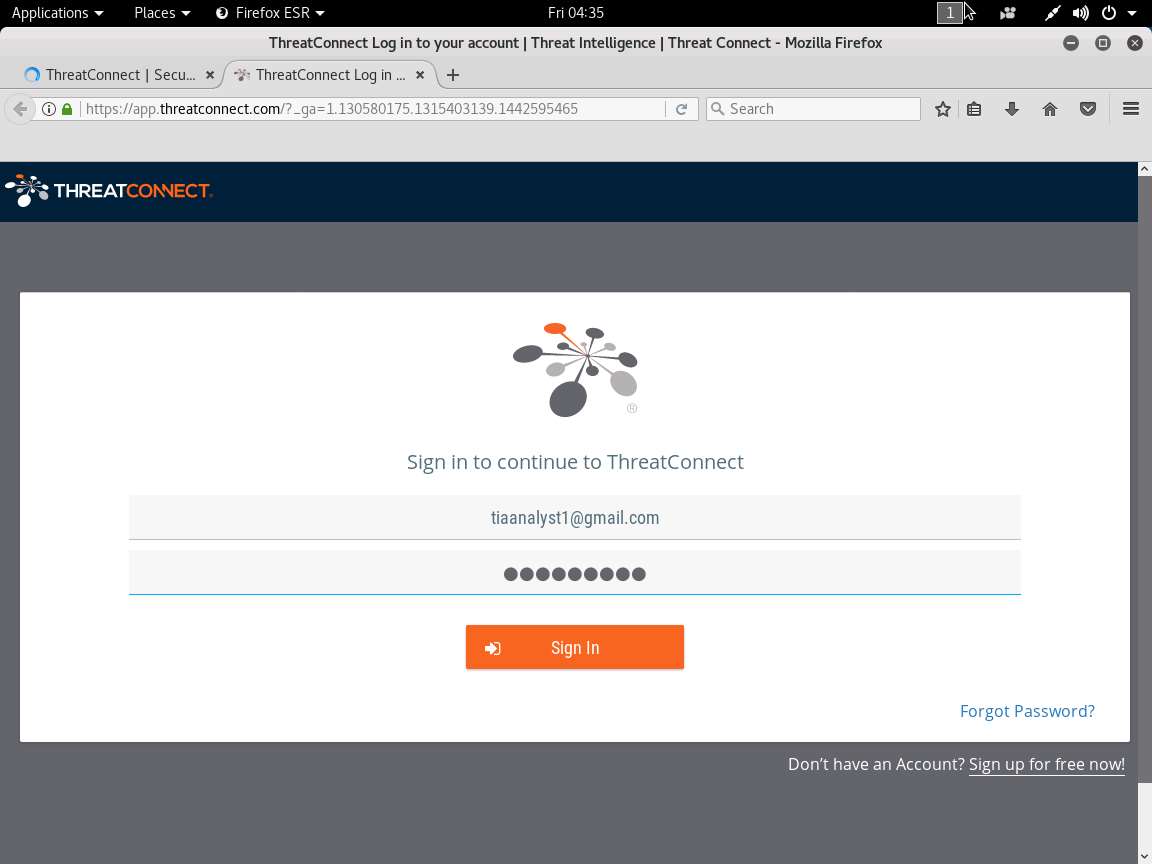 Applications Places Firefox ESR Fri 04:35 1
ThreatConnect Log in to your account | Threat Intelligence | Threat Connect - Mozilla Firefox
ThreatConnect | Secu... ThreatConnect Log in ...
https://app.threatconnect.com/?_ga=1.130580175.1315403139.1442595465 Search
THREATCONNECT
®
Sign in to continue to ThreatConnect
tiaanalyst1@gmail.com
Sign In
Forgot Password?
Don’t have an Account? Sign up for free now!